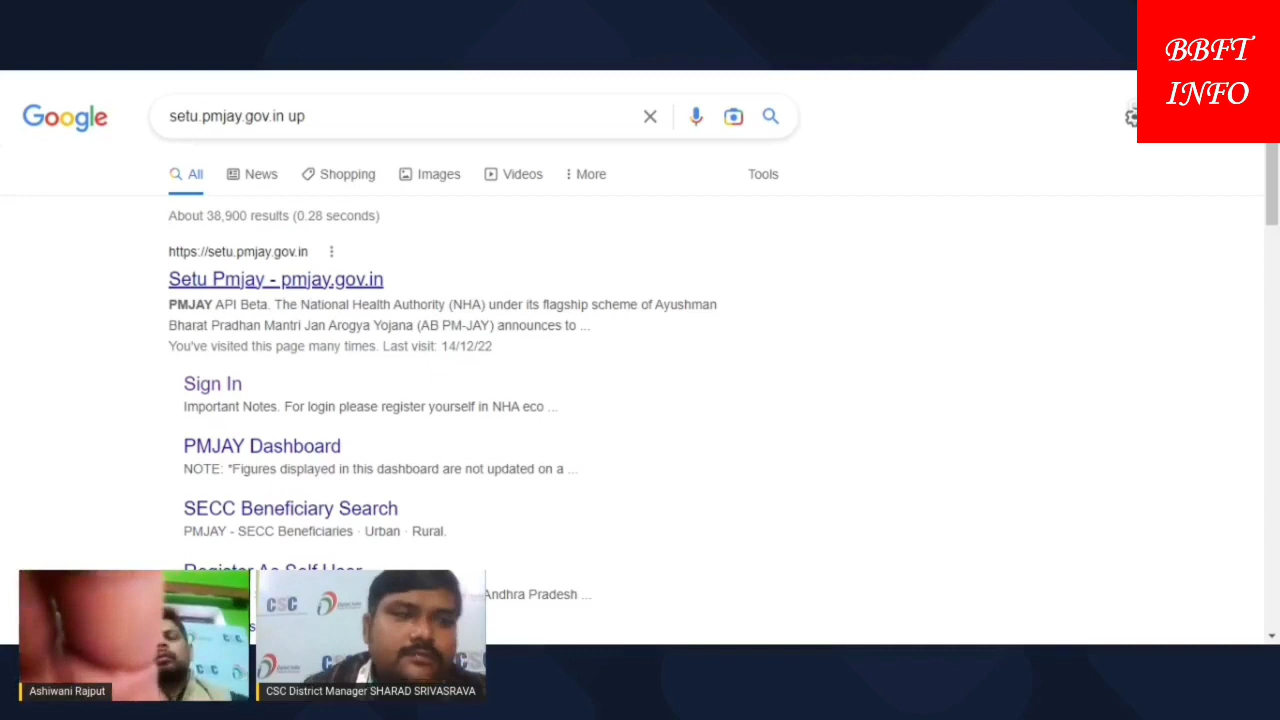 BBFT
INFO
Google
setu.pmjay.gov.in up
All News Shopping Images Videos More Tools
About 38,900 results (0.28 seconds)
https://setu.pmjay.gov.in
Setu Pmjay - pmjay.gov.in
PMJAY API Beta. The National Health Authority (NHA) under its flagship scheme of Ayushman
Bharat Pradhan Mantri Jan Arogya Yojana (AB PM-JAY) announces to ...
You've visited this page many times. Last visit: 14/12/22
Sign In
Important Notes. For login please register yourself in NHA eco ...
PMJAY Dashboard
NOTE: *Figures displayed in this dashboard are not updated on a ...
SECC Beneficiary Search
PMJAY - SECC Beneficiaries · Urban · Rural.
Register As Self User
Andhra Pradesh ...
CSC
Ashiwani Rajput
CSC District Manager SHARAD SRIVASRAVA